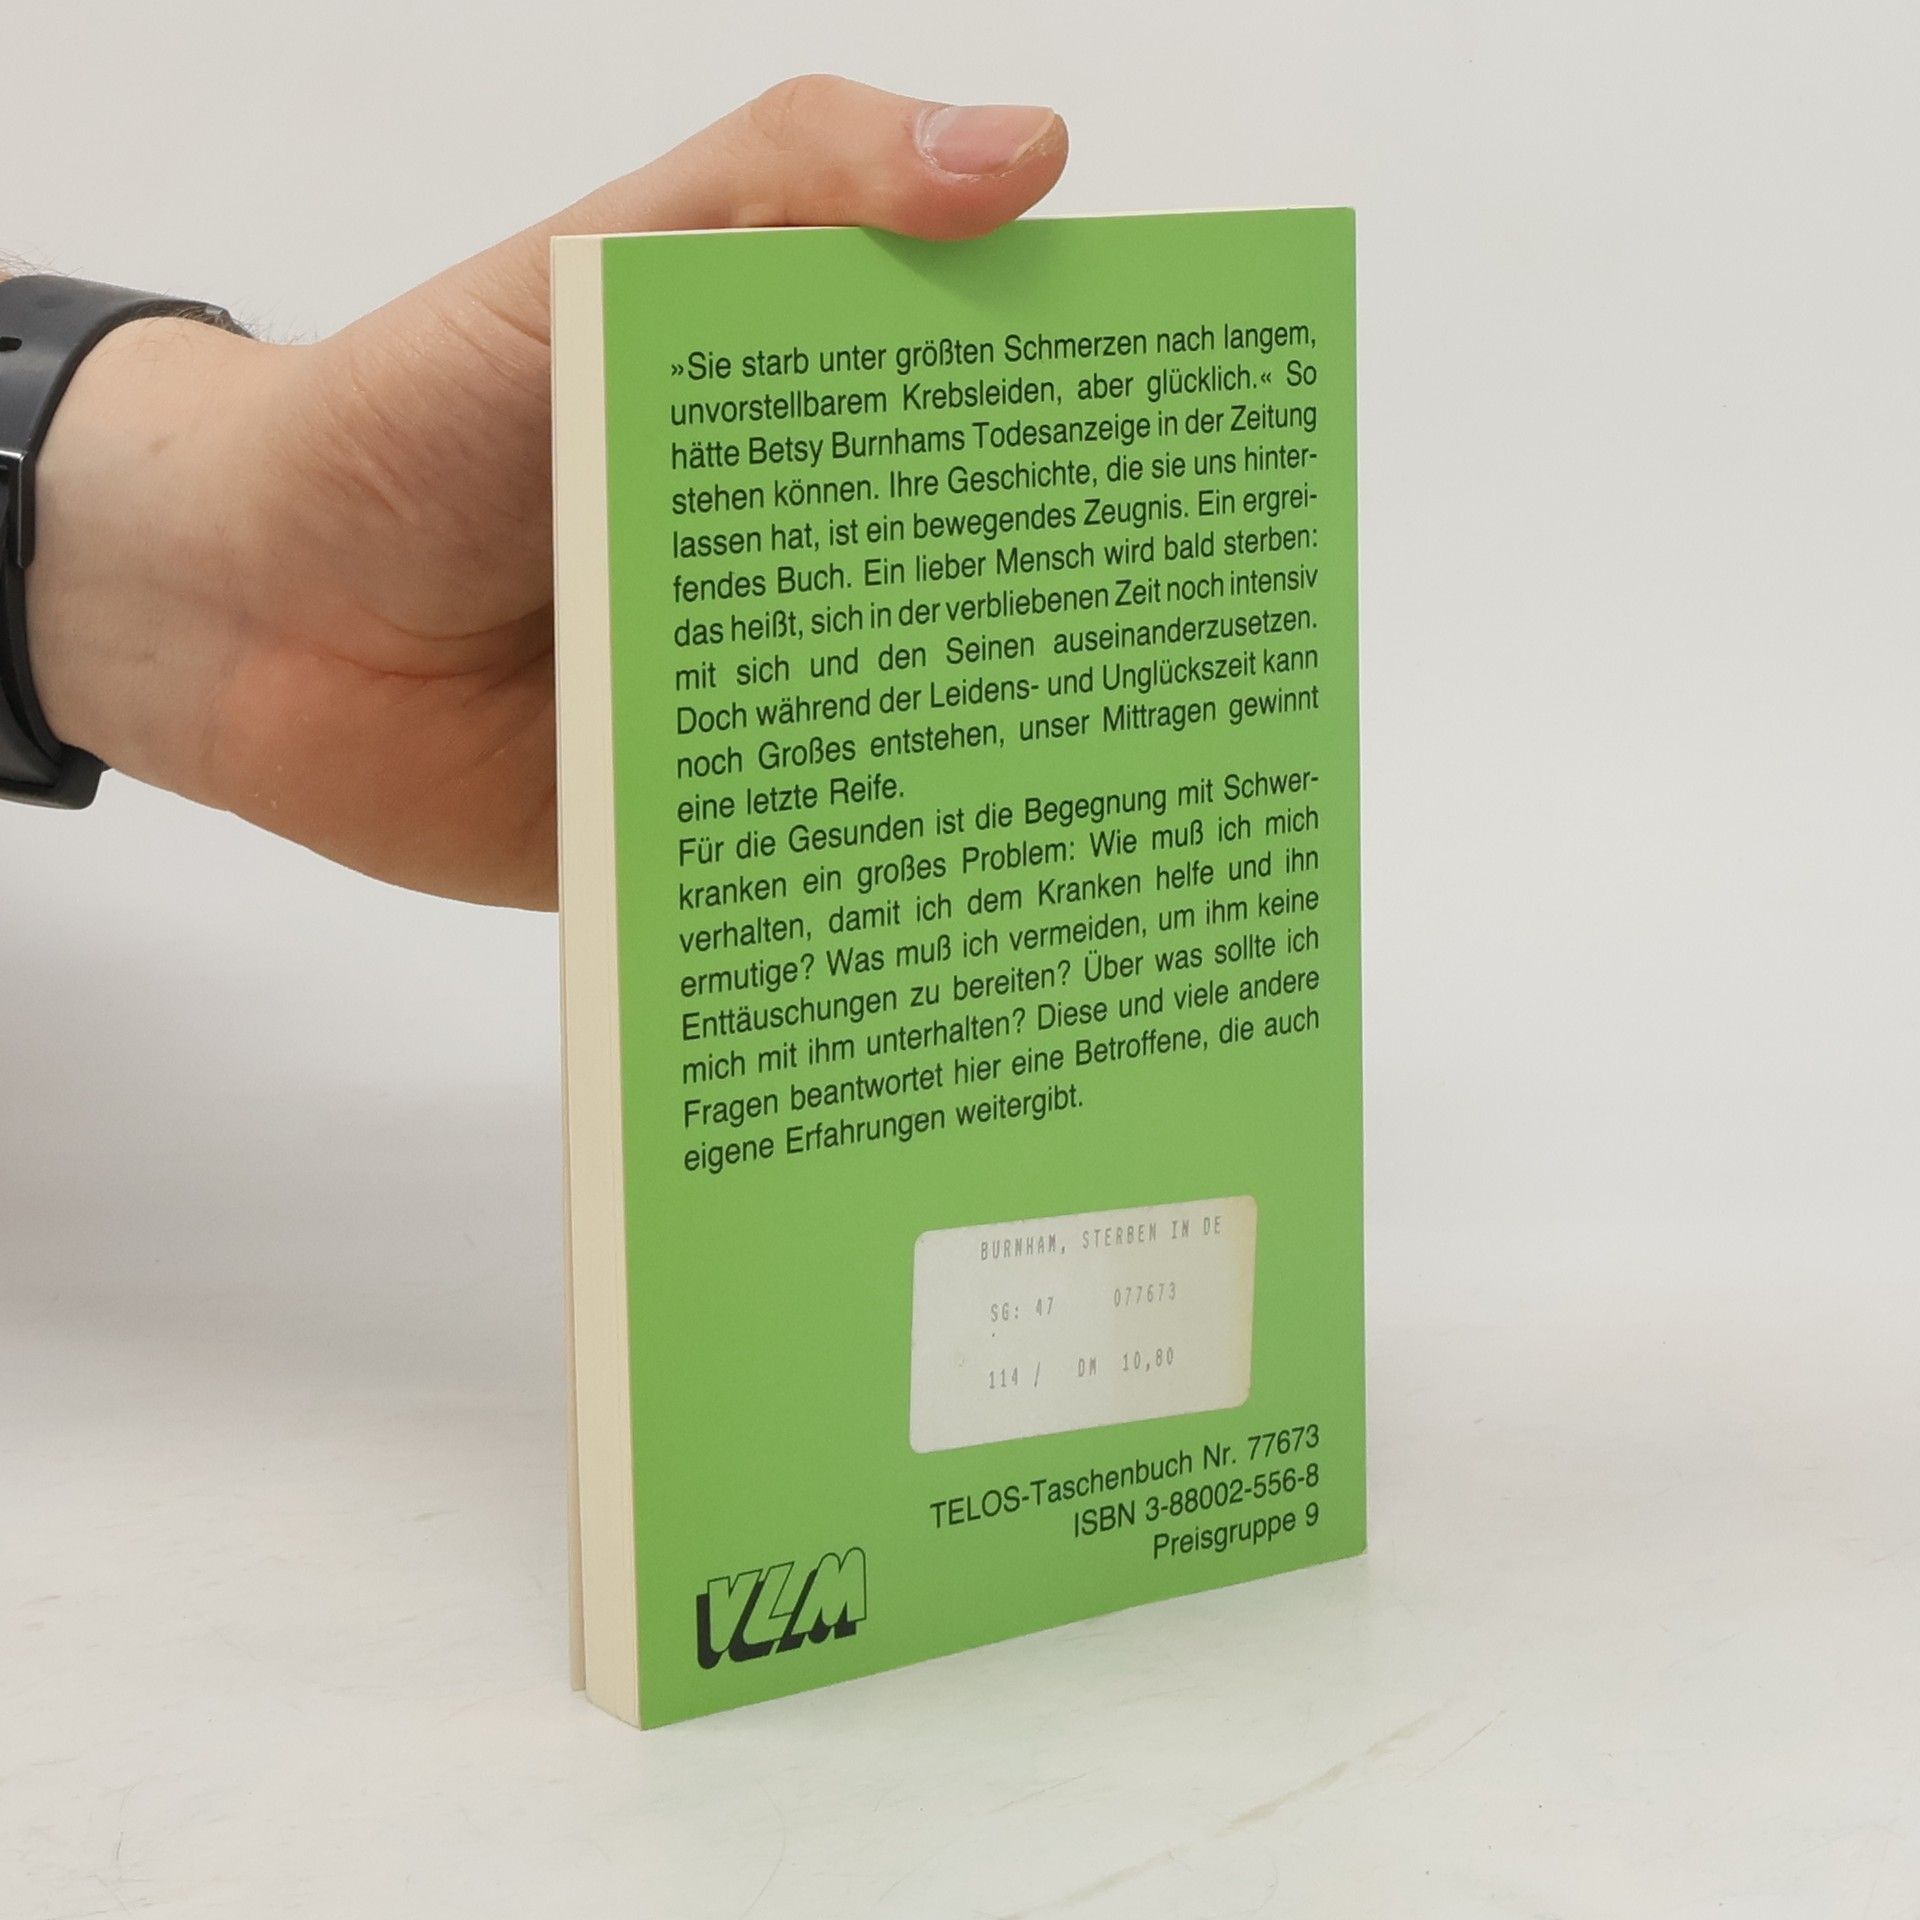 »Sie starb unter größten Schmerzen nach langem,
unvorstellbarem Krebsleiden, aber glücklich.« So
hätte Betsy Burnhams Todesanzeige in der Zeitung
stehen können. Ihre Geschichte, die sie uns hinter-
lassen hat, ist ein bewegendes Zeugnis. Ein ergrei-
fendes Buch. Ein lieber Mensch wird bald sterben:
das heißt, sich in der verbliebenen Zeit noch intensiv
mit sich und den Seinen auseinanderzusetzen.
Doch während der Leidens- und Unglückszeit kann
noch Großes entstehen, unser Mittragen gewinnt
eine letzte Reife.
Für die Gesunden ist die Begegnung mit Schwer-
kranken ein großes Problem: Wie muß ich mich
verhalten, damit ich dem Kranken helfe und ihn
ermutige? Was muß ich vermeiden, um ihm keine
Enttäuschungen zu bereiten? Über was sollte ich
mich mit ihm unterhalten? Diese und viele andere
Fragen beantwortet hier eine Betroffene, die auch
eigene Erfahrungen weitergibt.
BURNHAM, STERBEN IN DE
SG: 47 077673
114 / DM 10,80
TELOS-Taschenbuch Nr. 77673
ISBN 3-88002-556-8
Preisgruppe 9
VLM